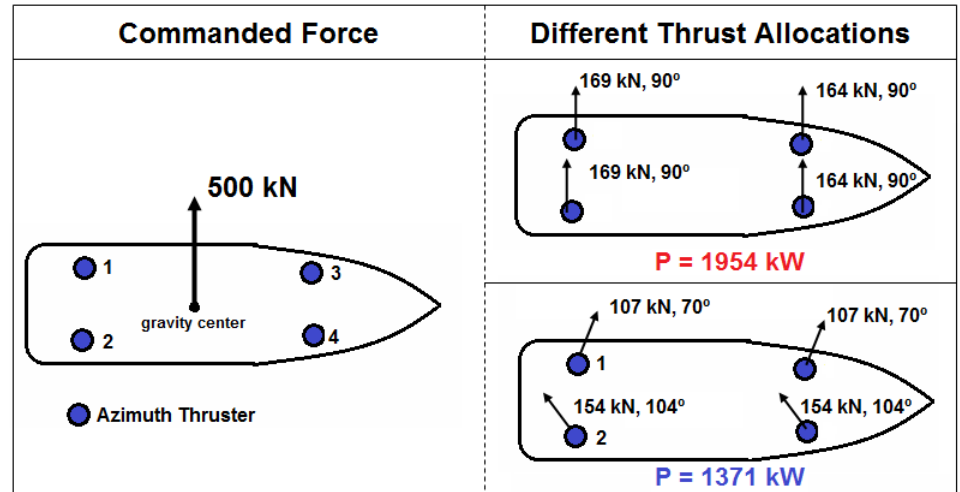 Commanded Force
Different Thrust Allocations
500 kN
1
3
gravity center
2
4
Azimuth Thruster
169 kN, 90º
164 kN, 90º
169 kN, 90º
164 kN, 90º
P = 1954 kW
107 kN, 70º
107 kN, 70º
1
154 kN, 104º
154 kN, 104º
2
P = 1371 kW